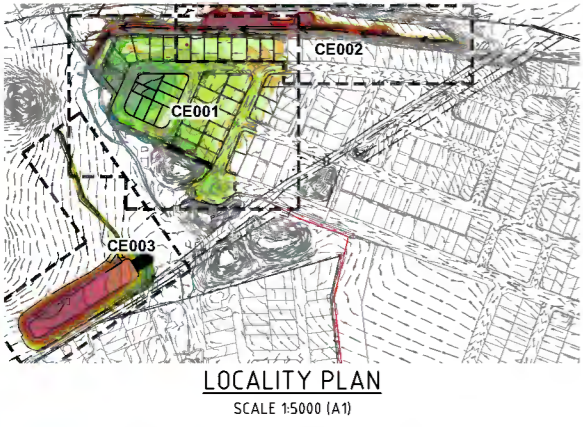 CE002
CE001
CE003
LOCALITY PLAN
SCALE 1:5000 (A1)